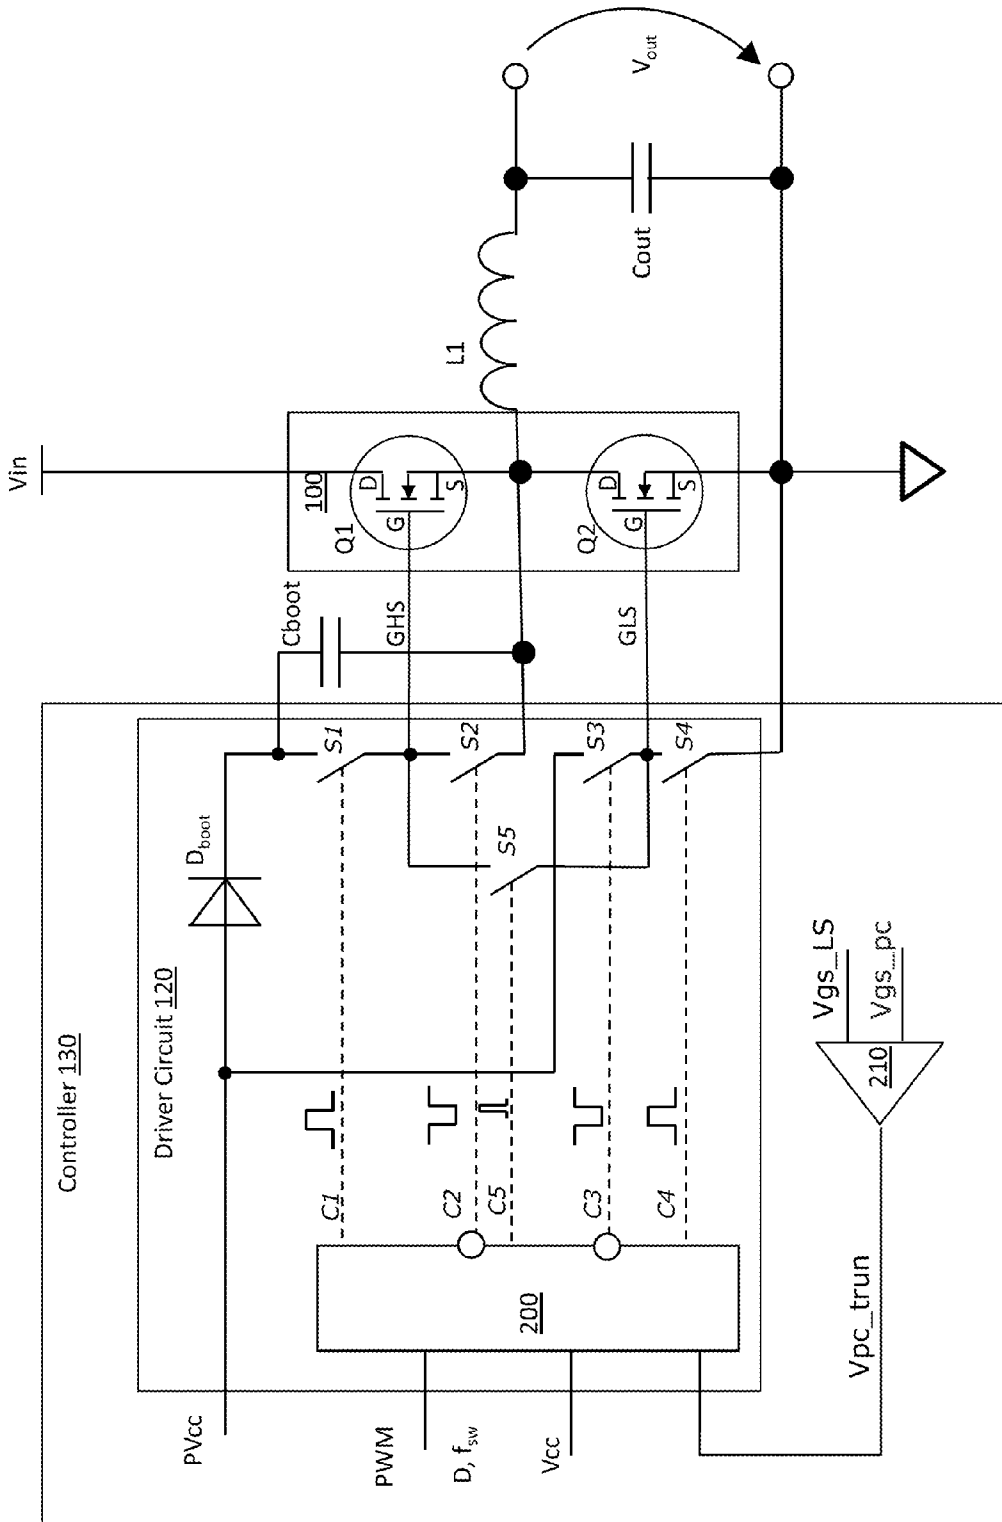 Controller 130
Driver Circuit 120
PVcc
PWM
D, fsw
Vcc
200
C1
C2
C5
C3
C4
Dboot
S1
S2
S5
S3
S4
Cboot
GHS
GLS
Vin
100
Q1
D
G
S
Q2
D
G
S
L1
Cout
Vout
Vgs_LS
Vgs_pc
210
Vpc_trun